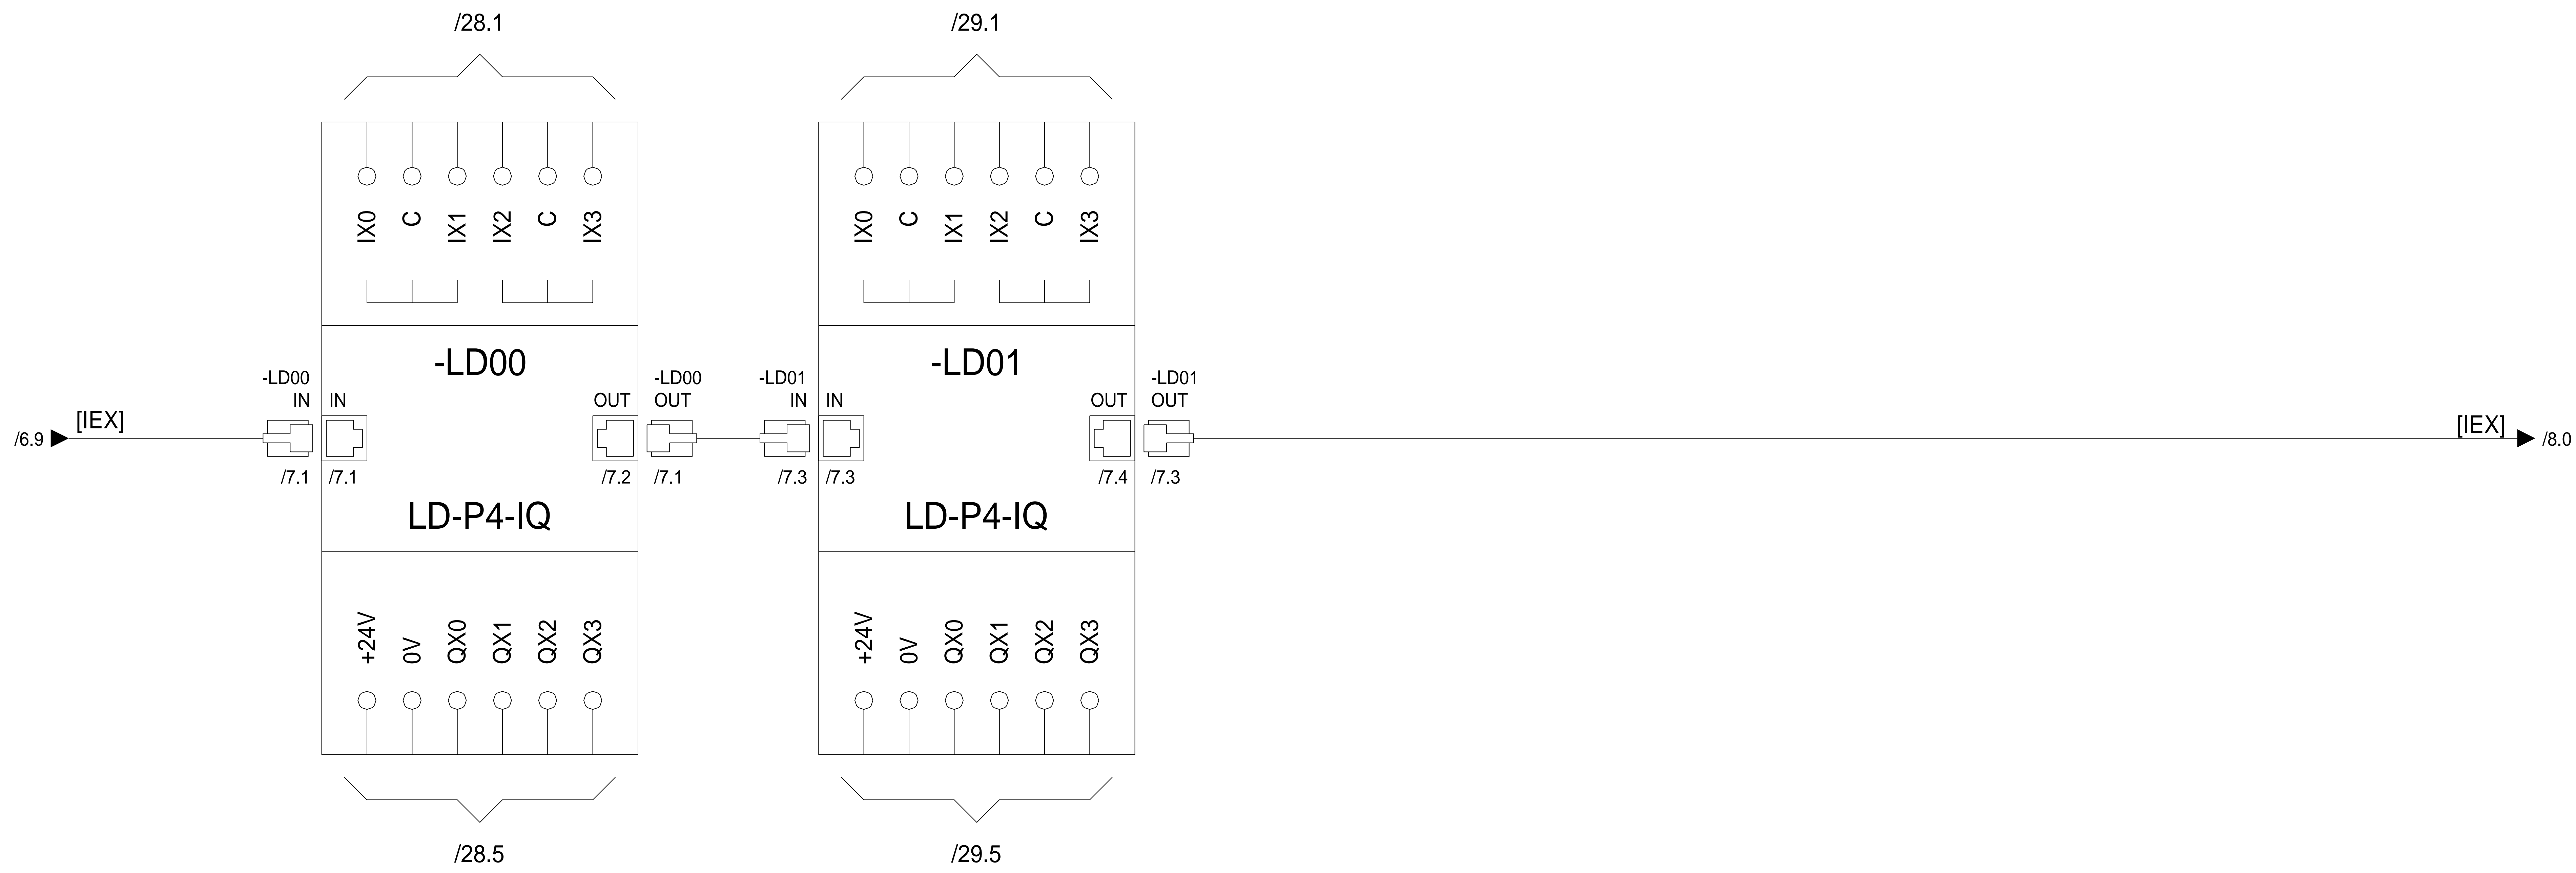 /28.1 /29.1
IX0 C IX1 IX2 C IX3 IX0 C IX1 IX2 C IX3
-LD00 -LD01
-LD00 -LD00 -LD01 -LD01
IN IN OUT OUT IN IN OUT OUT
/6.9 [IEX] [IEX] /8.0
/7.1 /7.1 /7.2 /7.1 /7.3 /7.3 /7.4 /7.3
LD-P4-IQ LD-P4-IQ
+24V 0V QX0 QX1 QX2 QX3 +24V 0V QX0 QX1 QX2 QX3
/28.5 /29.5